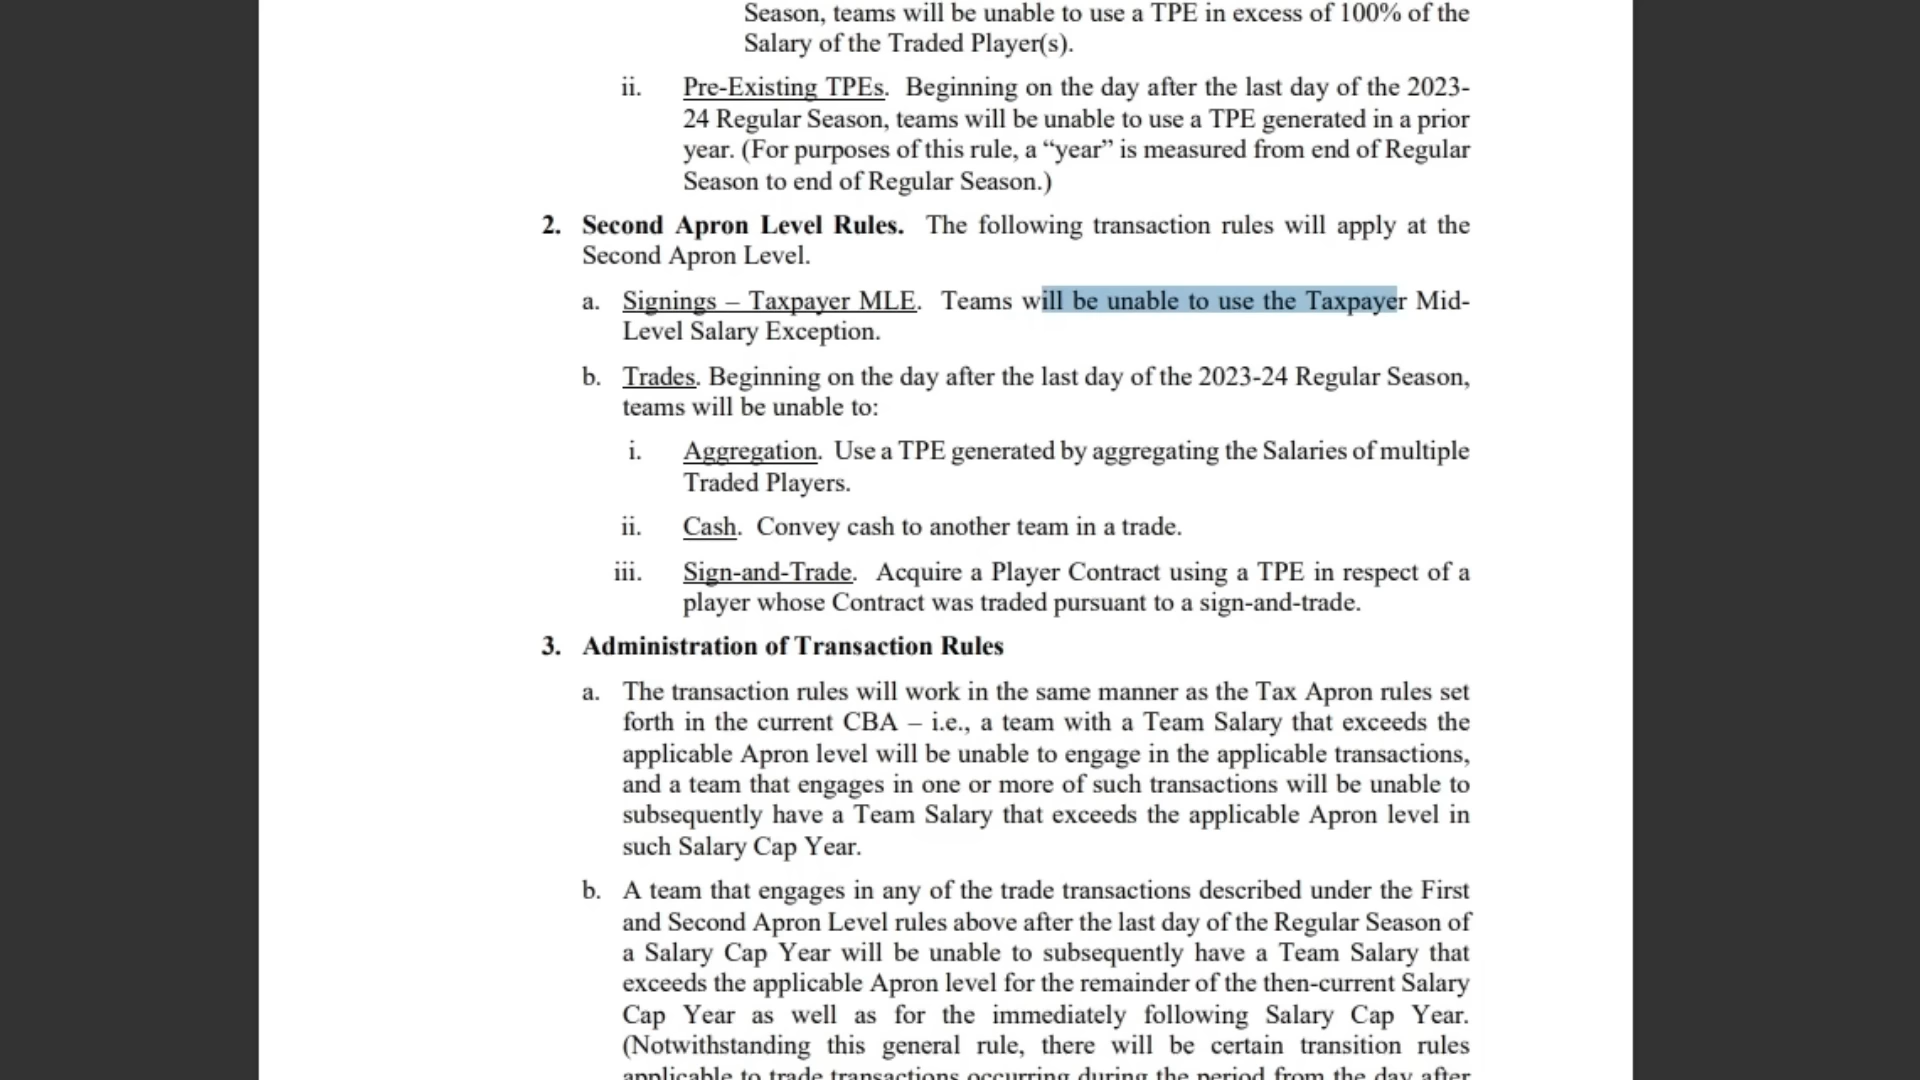 Season, teams will be unable to use a TPE in excess of 100% of the
Salary of the Traded Player(s).
ii. Pre-Existing TPEs. Beginning on the day after the last day of the 2023-
24 Regular Season, teams will be unable to use a TPE generated in a prior
year. (For purposes of this rule, a “year” is measured from end of Regular
Season to end of Regular Season.)
2. Second Apron Level Rules. The following transaction rules will apply at the
Second Apron Level.
a. Signings – Taxpayer MLE. Teams will be unable to use the Taxpayer Mid-
Level Salary Exception.
b. Trades. Beginning on the day after the last day of the 2023-24 Regular Season,
teams will be unable to:
i. Aggregation. Use a TPE generated by aggregating the Salaries of multiple
Traded Players.
ii. Cash. Convey cash to another team in a trade.
iii. Sign-and-Trade. Acquire a Player Contract using a TPE in respect of a
player whose Contract was traded pursuant to a sign-and-trade.
3. Administration of Transaction Rules
a. The transaction rules will work in the same manner as the Tax Apron rules set
forth in the current CBA – i.e., a team with a Team Salary that exceeds the
applicable Apron level will be unable to engage in the applicable transactions,
and a team that engages in one or more of such transactions will be unable to
subsequently have a Team Salary that exceeds the applicable Apron level in
such Salary Cap Year.
b. A team that engages in any of the trade transactions described under the First
and Second Apron Level rules above after the last day of the Regular Season of
a Salary Cap Year will be unable to subsequently have a Team Salary that
exceeds the applicable Apron level for the remainder of the then-current Salary
Cap Year as well as for the immediately following Salary Cap Year.
(Notwithstanding this general rule, there will be certain transition rules
applicable to trade transactions occurring during the period from the day after